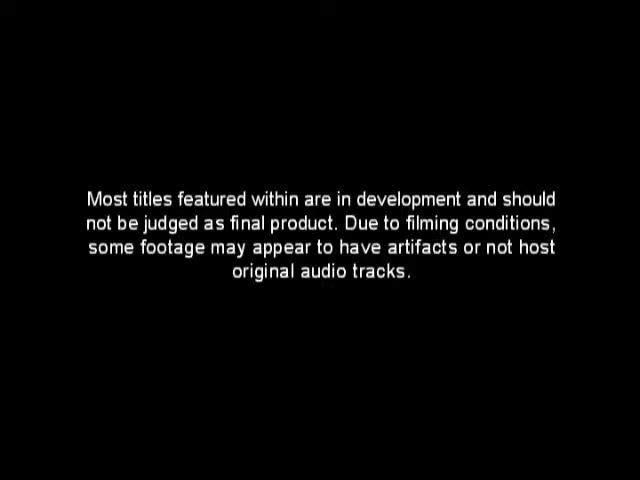 Most titles featured within are in development and should
not be judged as final product. Due to filming conditions,
some footage may appear to have artifacts or not host
original audio tracks.